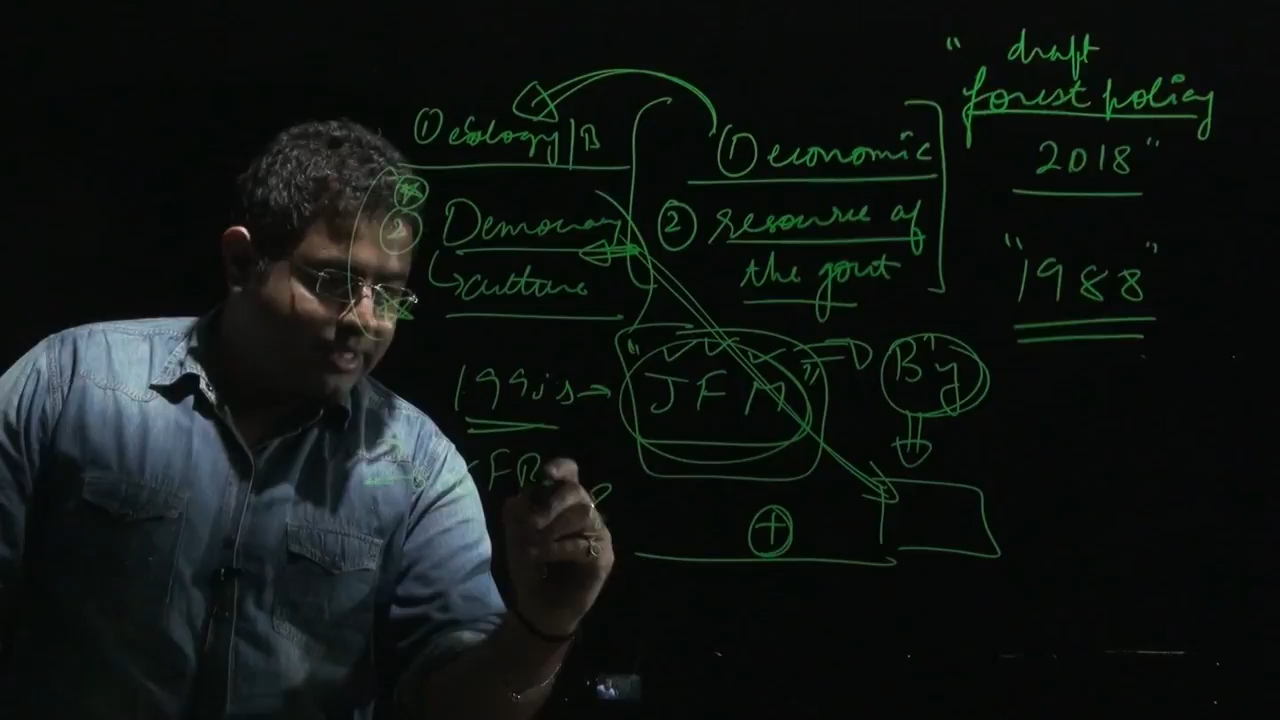 " draft
forest policy
2018 "
" 1988 "
① ecology/B
② Democracy
↳ culture
① economic
② resource of
the govt
1990's →
" JFM "
By
FR
+